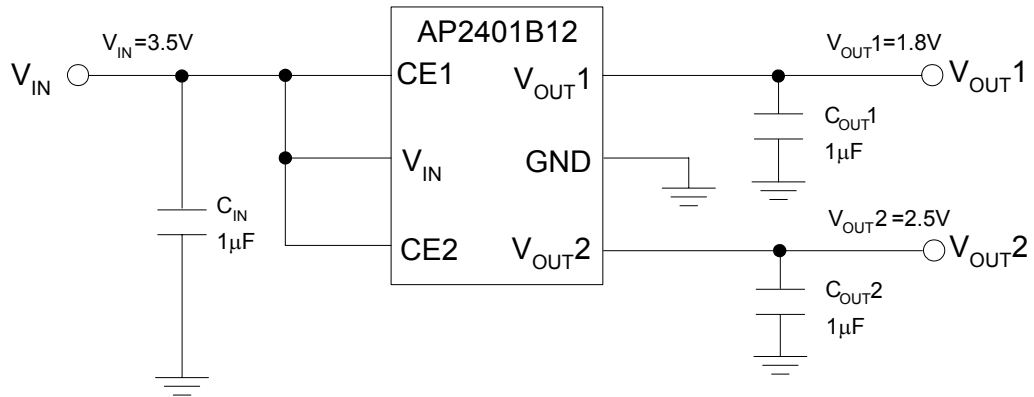 AP2401B12
V_IN=3.5V
V_IN
CE1
V_IN
CE2
V_OUT1
GND
V_OUT2
C_IN
1μF
V_OUT1=1.8V
V_OUT1
C_OUT1
1μF
V_OUT2=2.5V
V_OUT2
C_OUT2
1μF